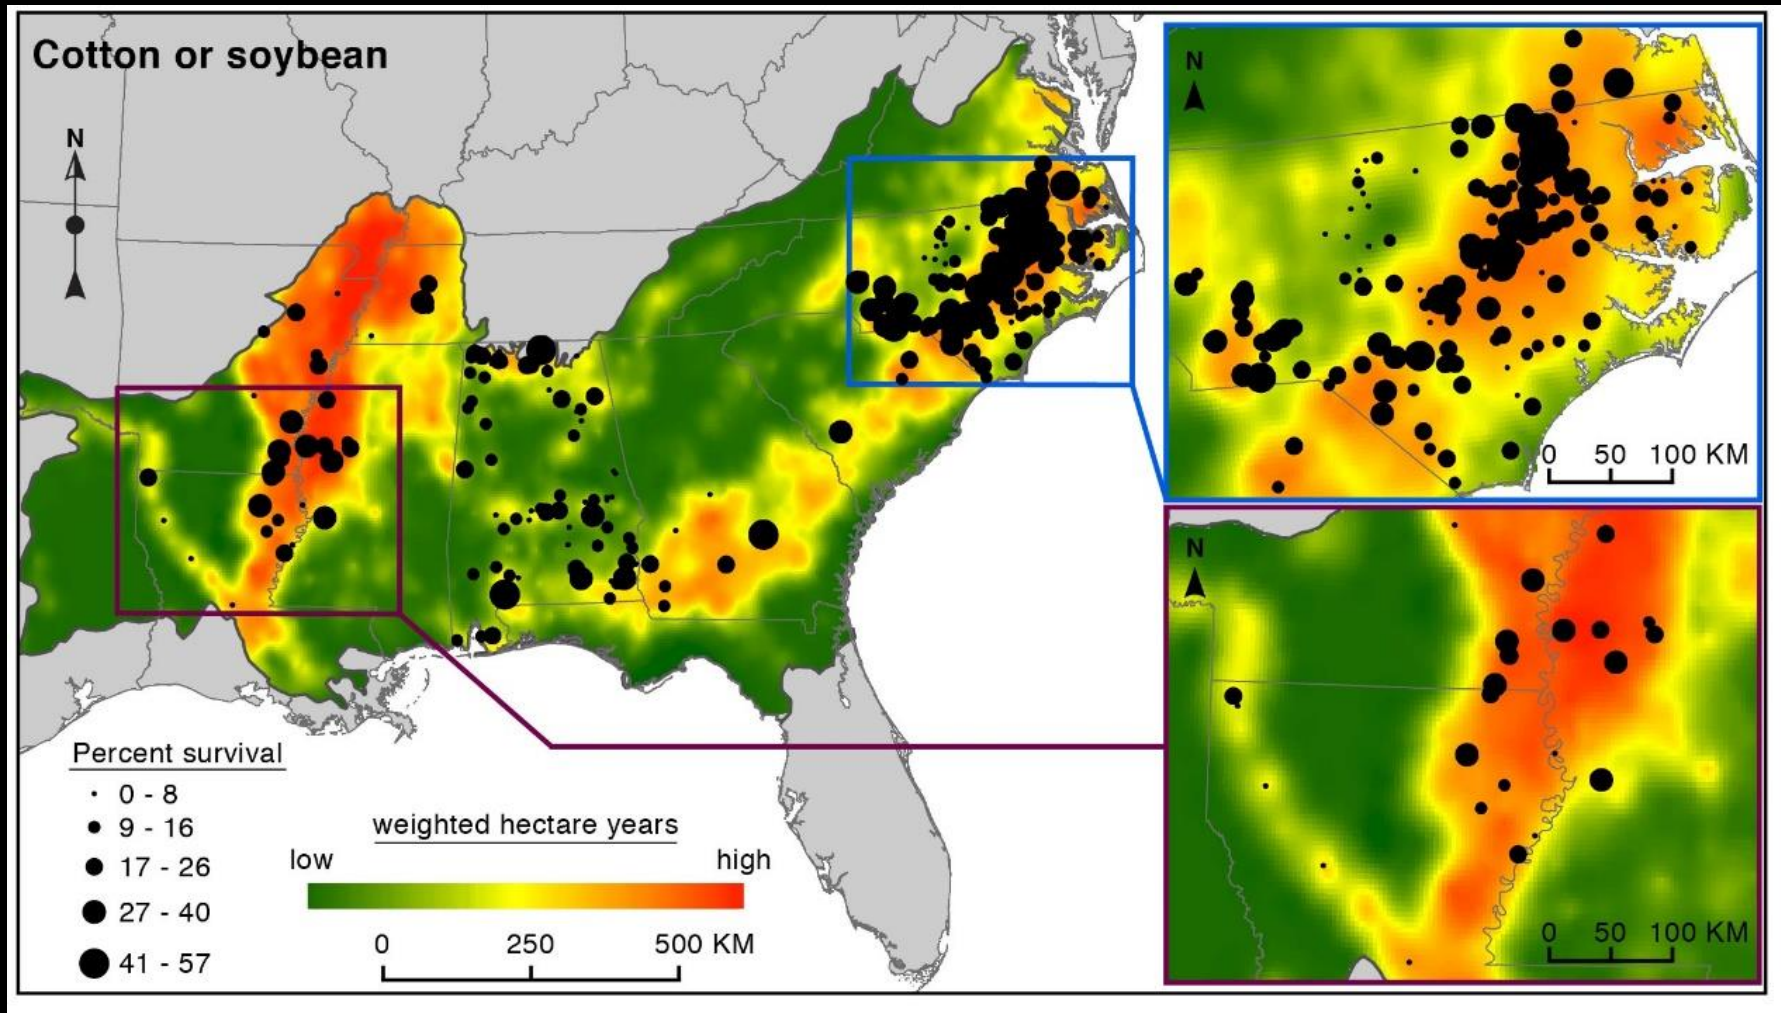 Cotton or soybean
N
N
0 50 100 KM
N
0 50 100 KM
Percent survival
0 - 8
9 - 16
17 - 26
27 - 40
41 - 57
weighted hectare years
low high
0 250 500 KM